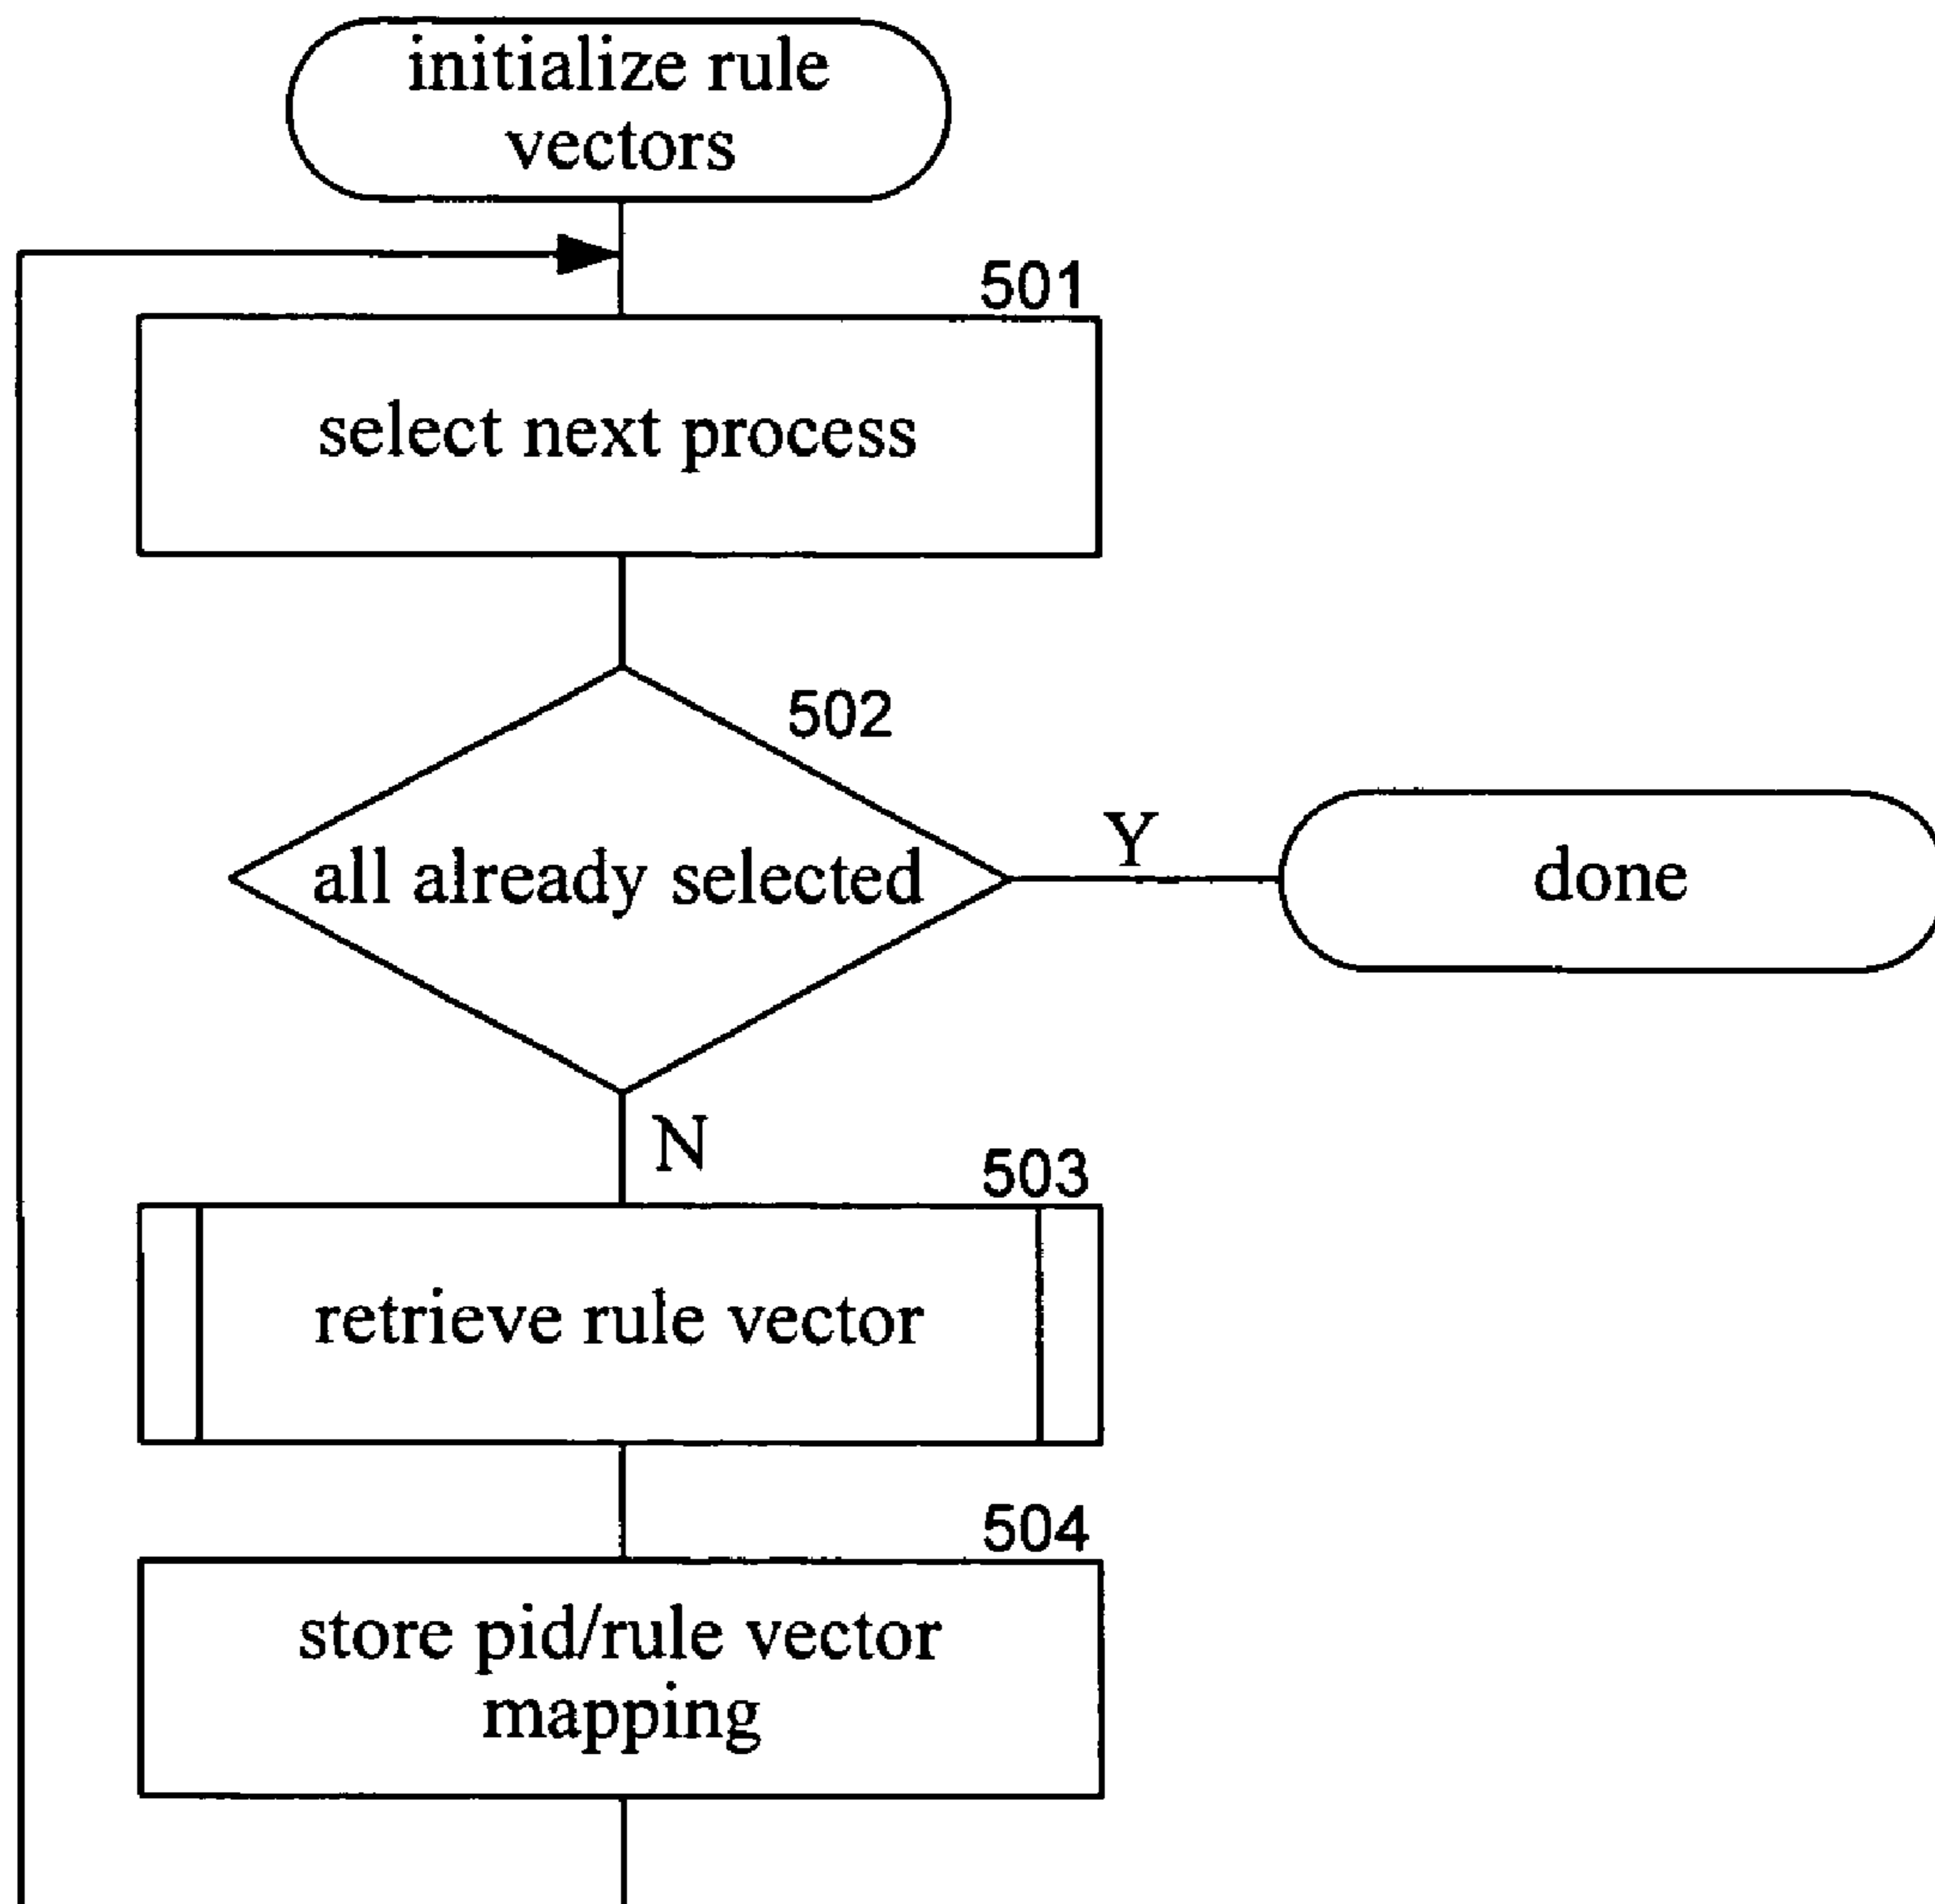 initialize rule
vectors
501
select next process
502
all already selected
Y
done
N
503
retrieve rule vector
504
store pid/rule vector
mapping